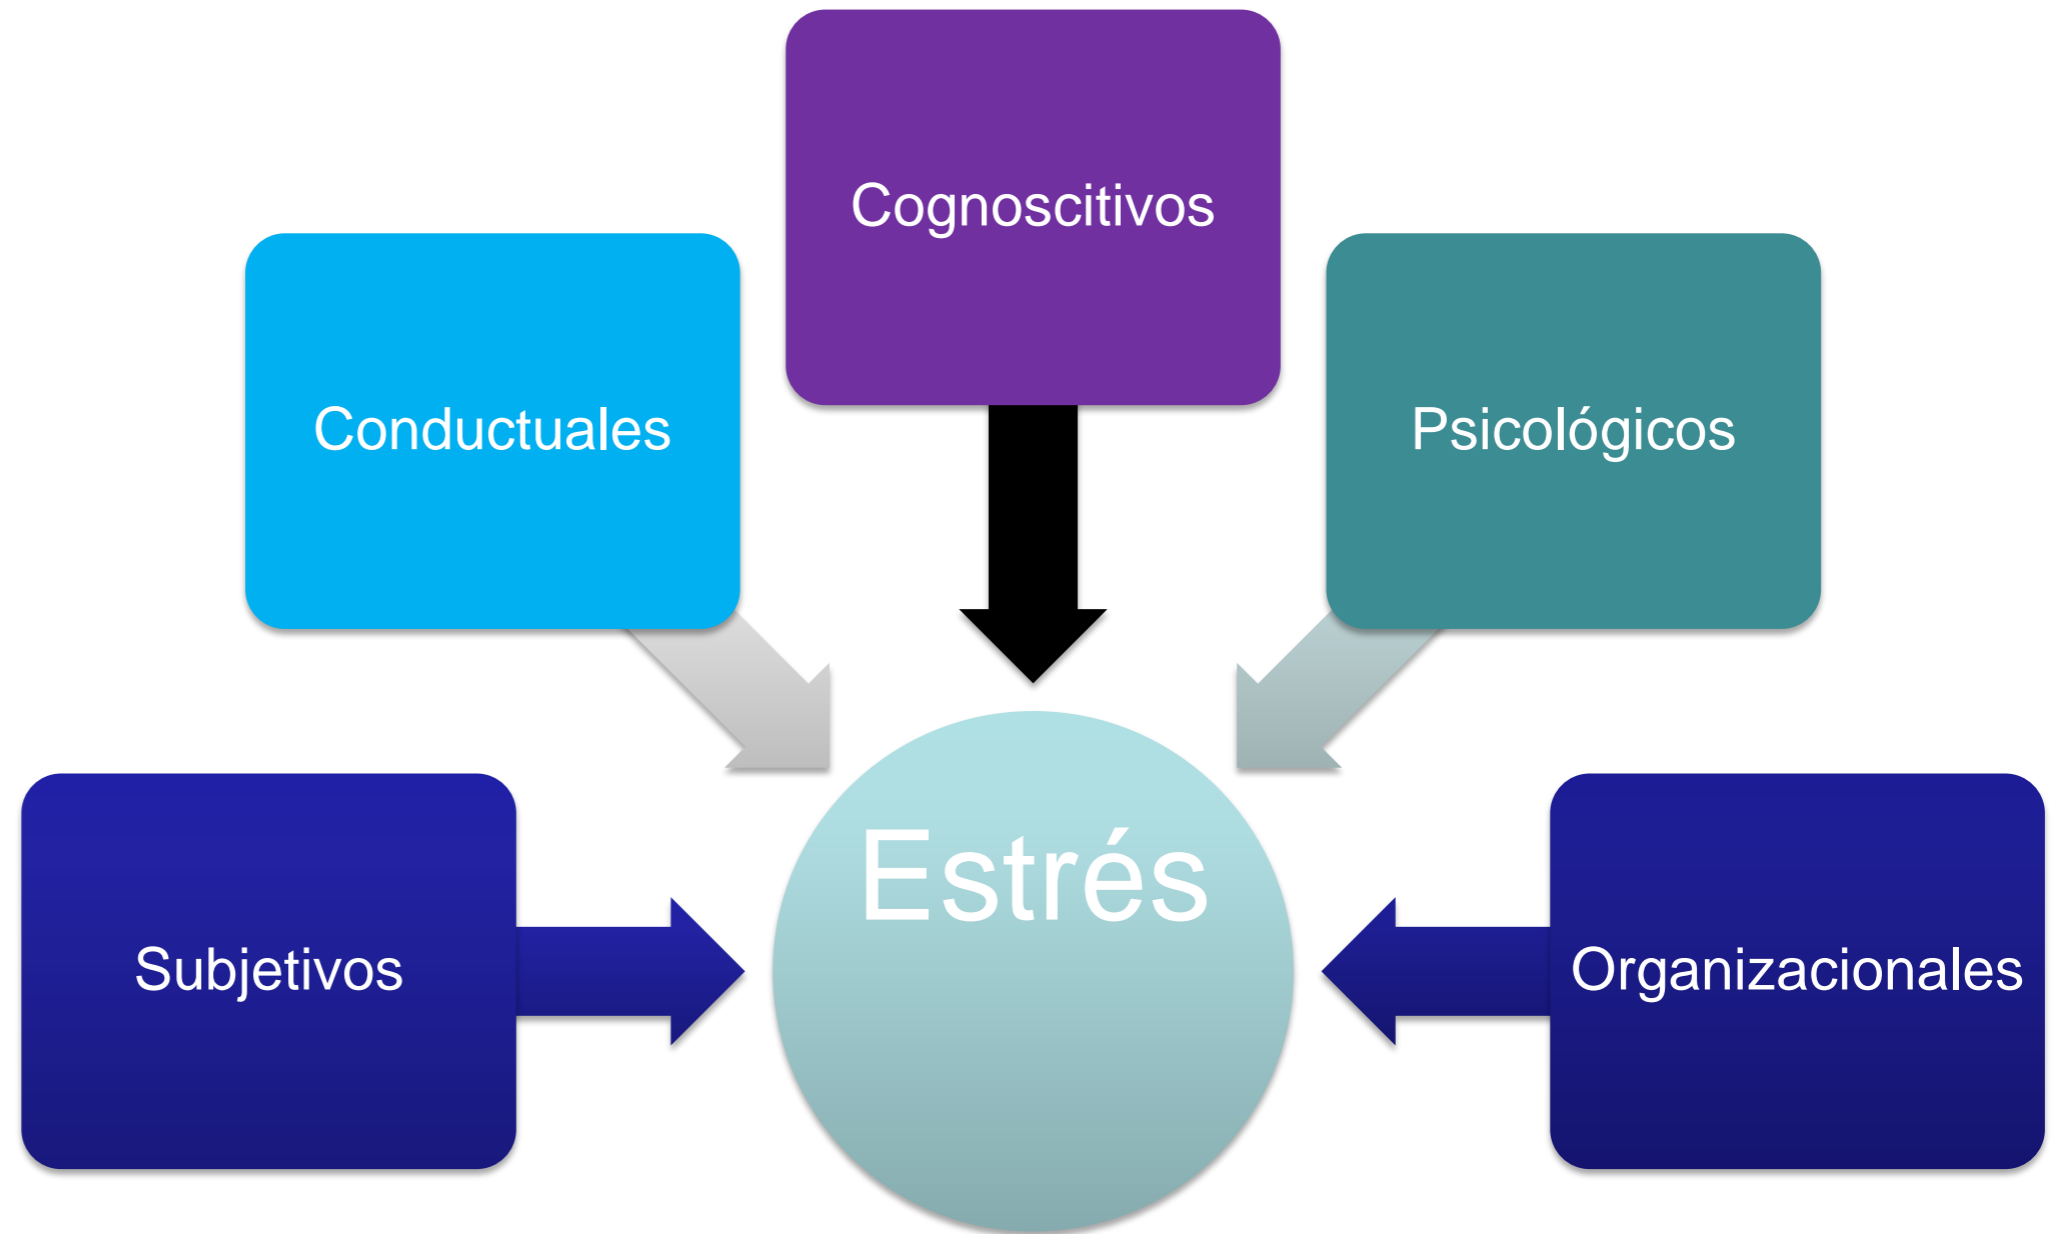 Cognoscitivos
Conductuales
Psicológicos
Estrés
Subjetivos
Organizacionales